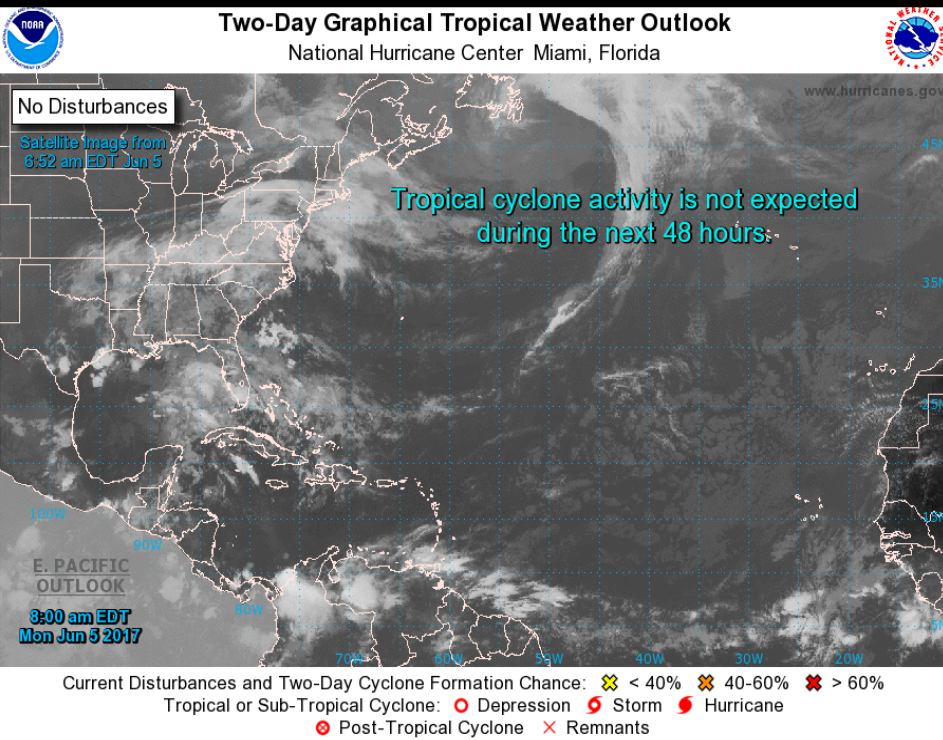 Two-Day Graphical Tropical Weather Outlook
National Hurricane Center Miami, Florida
NOAA
NATIONAL WEATHER SERVICE
www.hurricanes.gov
No Disturbances
Satellite Image from
6:52 am EDT Jun 5
45N
Tropical cyclone activity is not expected
during the next 48 hours.
35N
25N
15N
100W
90W
E. PACIFIC
OUTLOOK
80W
8:00 am EDT
Mon Jun 5 2017
5N
70W 60W 50W 40W 30W 20W
Current Disturbances and Two-Day Cyclone Formation Chance: < 40% 40-60% > 60%
Tropical or Sub-Tropical Cyclone: Depression Storm Hurricane
Post-Tropical Cyclone Remnants